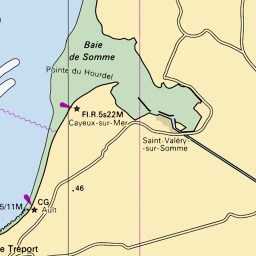 Baie
de Somme
Pointe du Hourdel
Fl.R.5s22M
Cayeux-sur-Mer
Saint-Valéry-
-sur-Somme
46
CG
5/11M
Ault
e Tréport